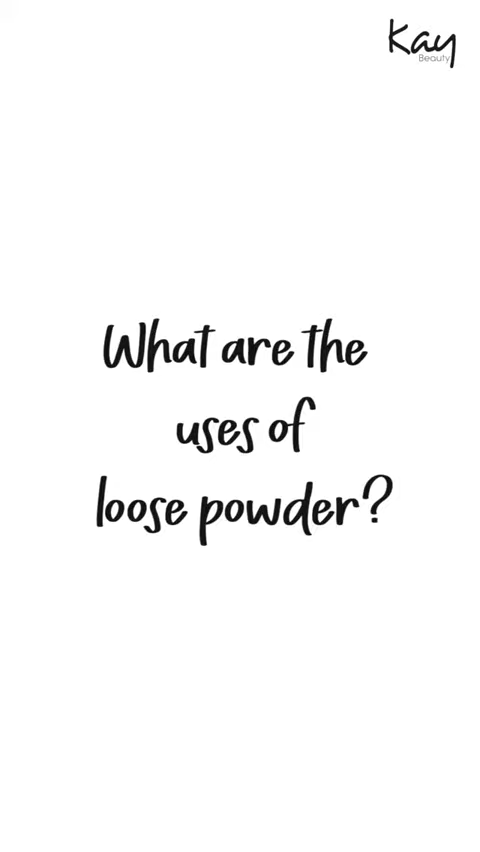 Kay
Beauty
What are the
uses of
loose powder?